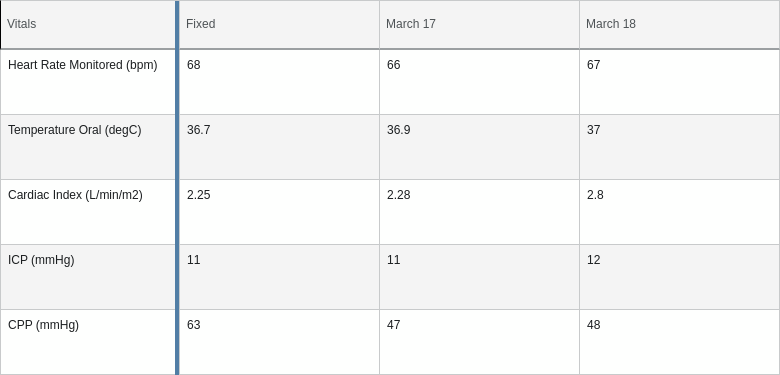 Vitals Fixed March 17 March 18
Heart Rate Monitored (bpm) 68 66 67
Temperature Oral (degC) 36.7 36.9 37
Cardiac Index (L/min/m2) 2.25 2.28 2.8
ICP (mmHg) 11 11 12
CPP (mmHg) 63 47 48